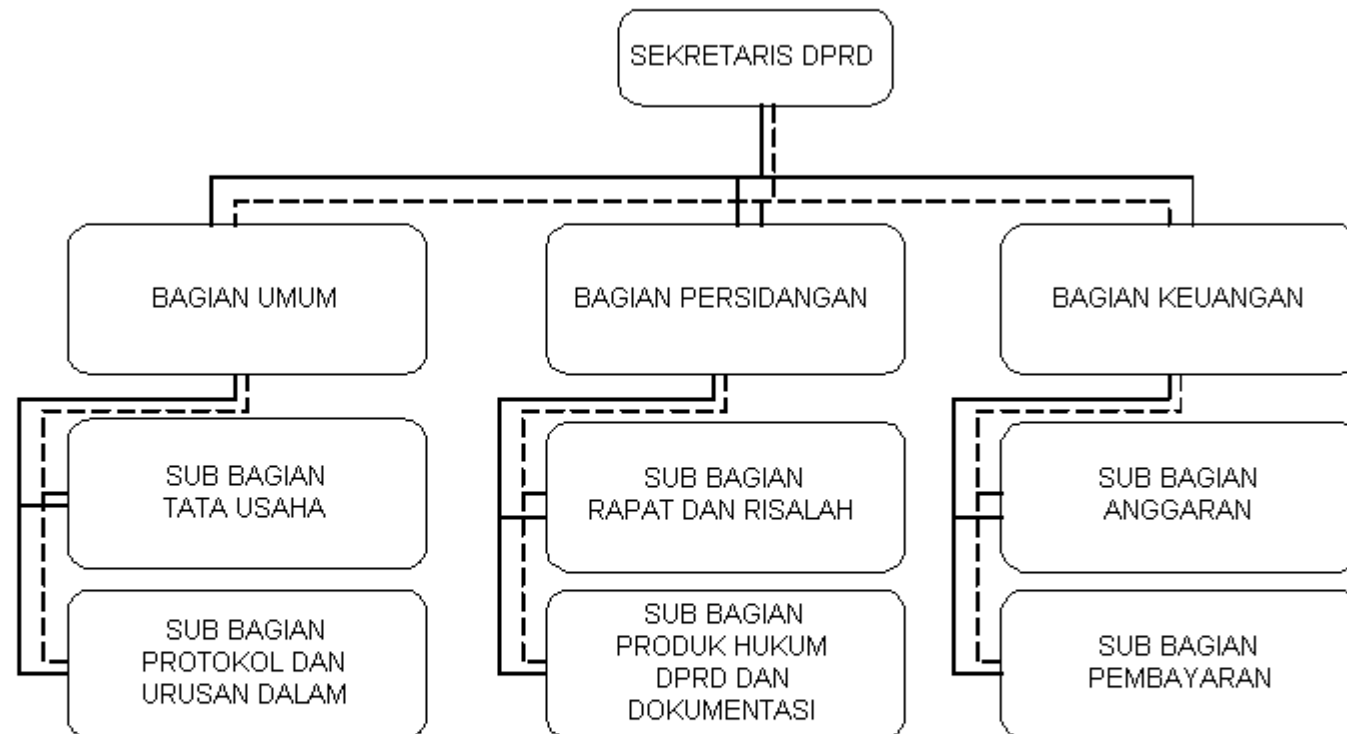 SEKRETARIS DPRD
BAGIAN UMUM
BAGIAN PERSIDANGAN
BAGIAN KEUANGAN
SUB BAGIAN
TATA USAHA
SUB BAGIAN
RAPAT DAN RISALAH
SUB BAGIAN
ANGGARAN
SUB BAGIAN
PROTOKOL DAN
URUSAN DALAM
SUB BAGIAN
PRODUK HUKUM
DPRD DAN
DOKUMENTASI
SUB BAGIAN
PEMBAYARAN